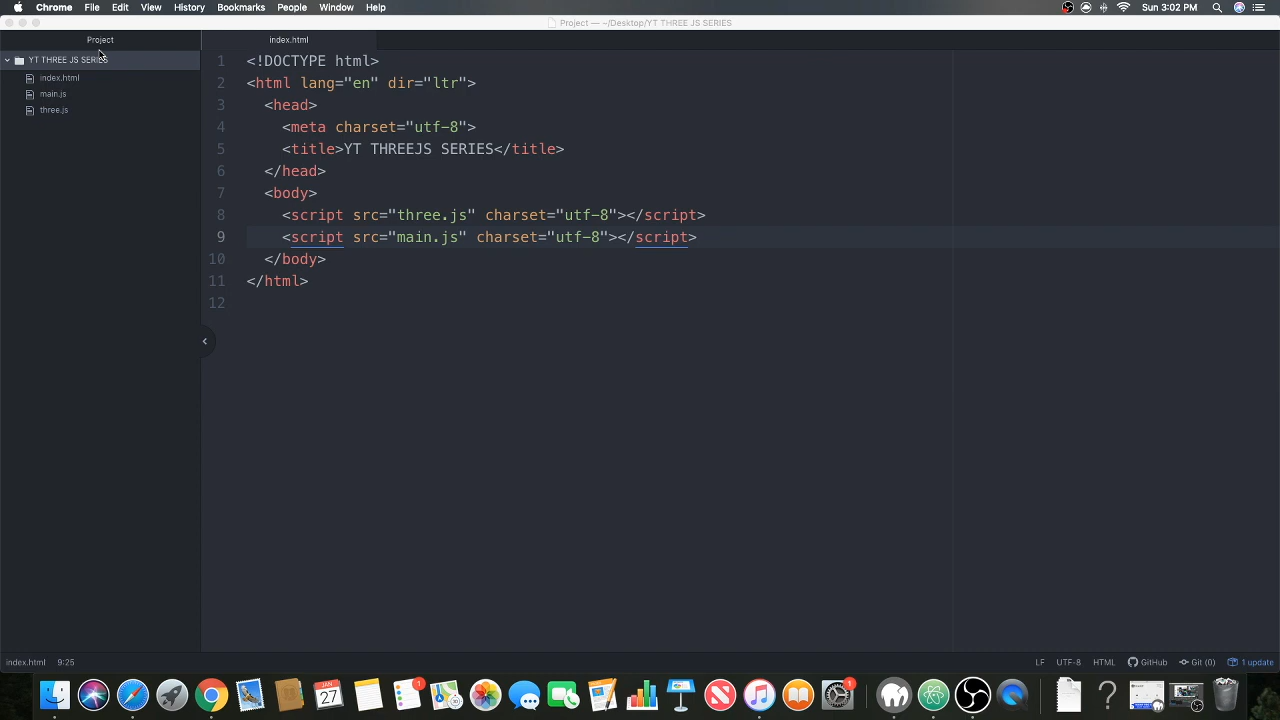 Chrome File Edit View History Bookmarks People Window Help Sun 3:02 PM
Project — ~/Desktop/YT THREE JS SERIES
Project
index.html
YT THREE JS SERIES
index.html
main.js
three.js
1 <!DOCTYPE html>
2 <html lang="en" dir="ltr">
3 <head>
4 <meta charset="utf-8">
5 <title>YT THREEJS SERIES</title>
6 </head>
7 <body>
8 <script src="three.js" charset="utf-8"></script>
9 <script src="main.js" charset="utf-8"></script>
10 </body>
11 </html>
12
index.html 9:25 LF UTF-8 HTML GitHub Git (0) 1 update
JAN
27
1
1